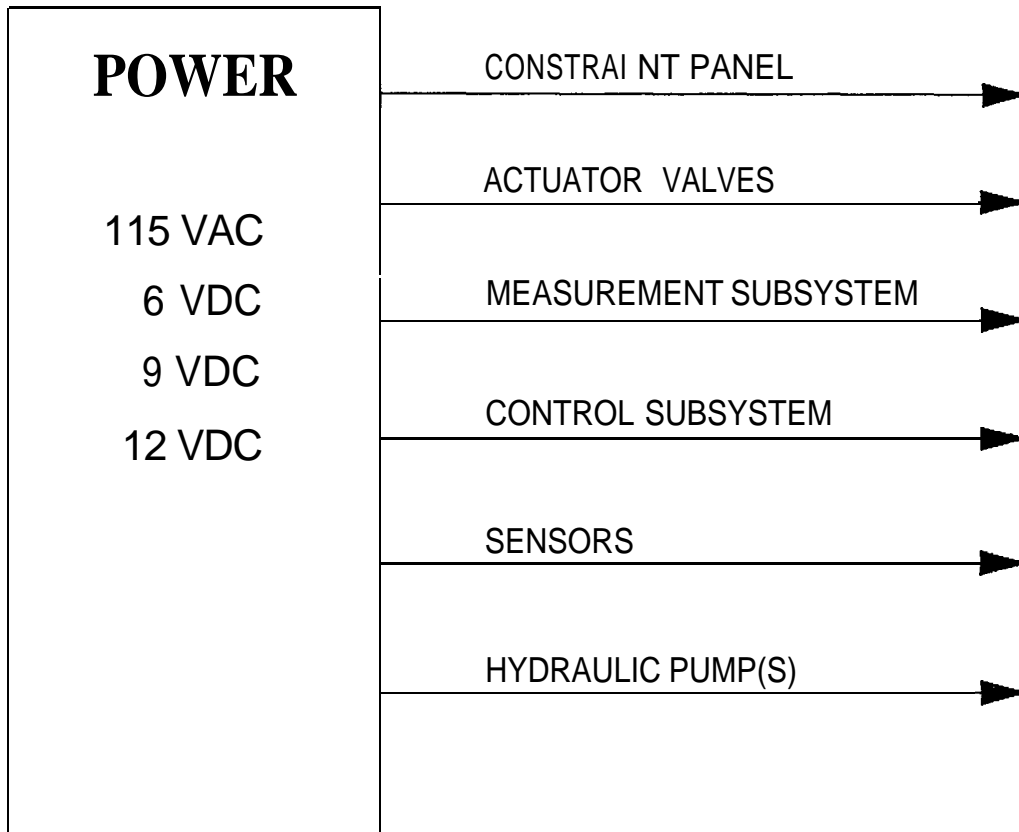 POWER
115 VAC
6 VDC
9 VDC
12 VDC
CONSTRAI NT PANEL
ACTUATOR VALVES
MEASUREMENT SUBSYSTEM
CONTROL SUBSYSTEM
SENSORS
HYDRAULIC PUMP(S)